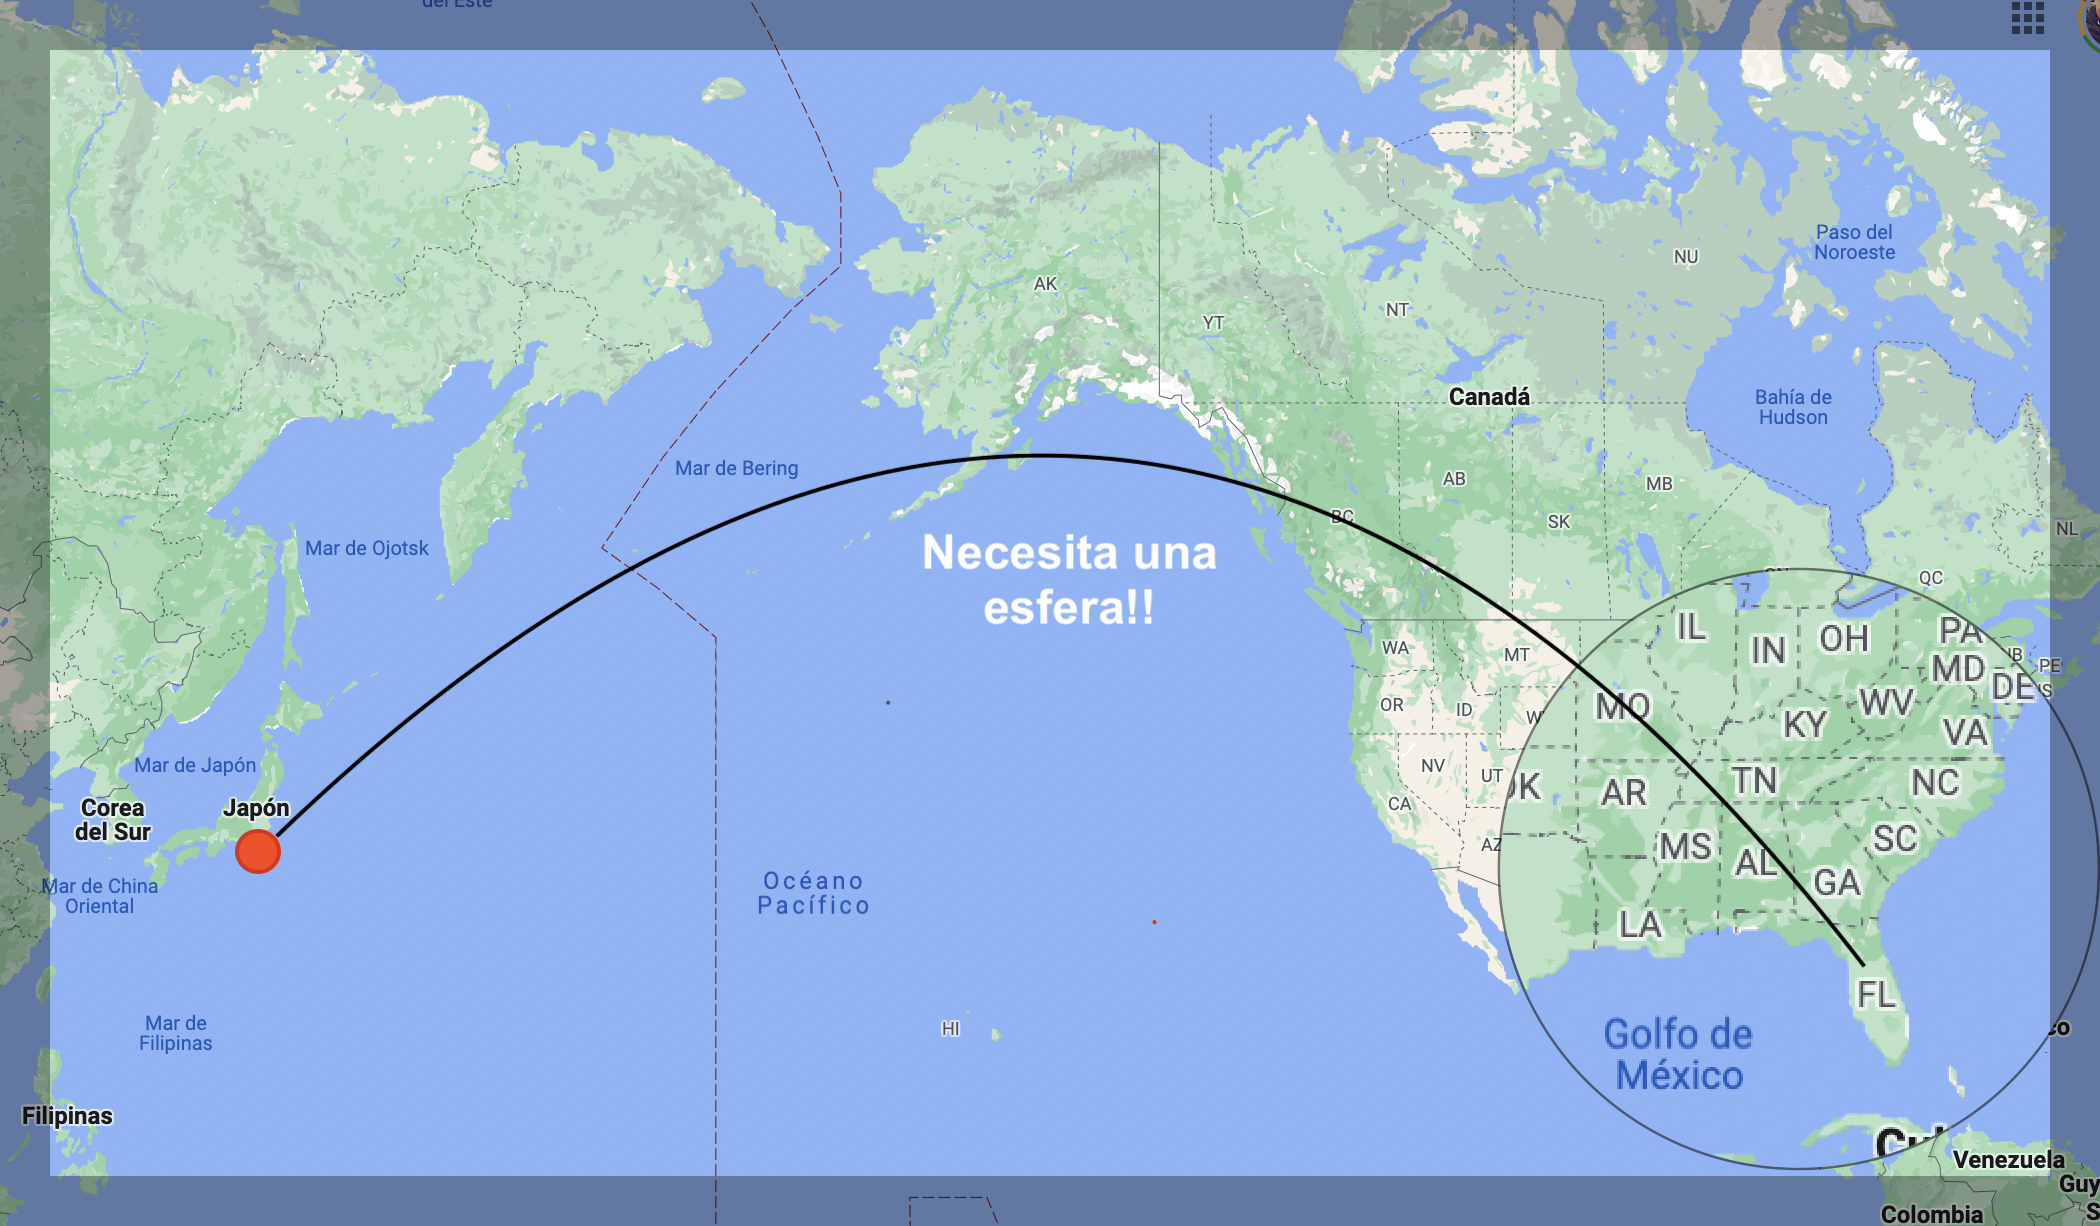 del Este
Paso del
Noroeste
NU
AK
NT
YT
Canadá
Bahía de
Hudson
Mar de Bering
AB
MB
BC
SK
NL
Mar de Ojotsk
Necesita una
esfera!!
QC
IL
IN
OH
PA
WA
MT
MD
PE
DE
OR
ID
MO
KY
WV
VA
Mar de Japón
NV
UT
TN
NC
AR
Corea
del Sur
Japón
CA
AZ
MS
AL
SC
GA
Mar de China
Oriental
Océano
Pacífico
LA
FL
Mar de
Filipinas
HI
Golfo de
México
Filipinas
Venezuela
Colombia